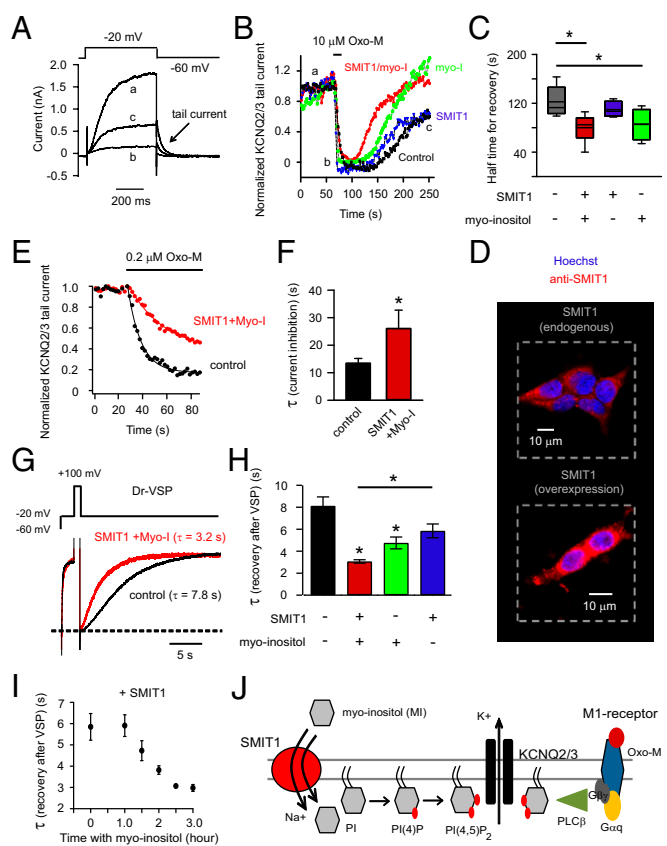 A
-20 mV
-60 mV
Current (nA)
2.0
1.5
1.0
0.5
0.0
-0.5
a
c
b
tail current
200 ms
B
10 μM Oxo-M
Normalized KCNQ2/3 tail current
1.2
0.8
0.4
0
a
b
c
SMIT1/myo-I
myo-I
SMIT1
Control
0 50 100 150 200 250
Time (s)
C
Half time for recovery (s)
200
160
120
80
40
0
*
*
SMIT1 - + + -
myo-inositol - + - +
D
Hoechst
anti-SMIT1
SMIT1
(endogenous)
10 μm
SMIT1
(overexpression)
10 μm
E
0.2 μM Oxo-M
Normalized KCNQ2/3 tail current
1.0
0.8
0.6
0.4
0.2
SMIT1+Myo-I
control
0 20 40 60 80
Time (s)
F
τ (current inhibition) (s)
40
30
20
10
0
*
control
SMIT1
+Myo-I
G
+100 mV
Dr-VSP
-20 mV
-60 mV
SMIT1 +Myo-I (τ = 3.2 s)
control (τ = 7.8 s)
5 s
H
τ (recovery after VSP) (s)
10
8
6
4
2
0
*
*
*
SMIT1 - + - +
myo-inositol - + + -
I
+ SMIT1
τ (recovery after VSP) (s)
7
6
5
4
3
2
0 1.0 2.0 3.0
Time with myo-inositol (hour)
J
myo-inositol (MI)
SMIT1
K+
M1-receptor
KCNQ2/3
Oxo-M
Gβγ
Na+
PI
PI(4)P
PI(4,5)P2
PLCβ
Gαq